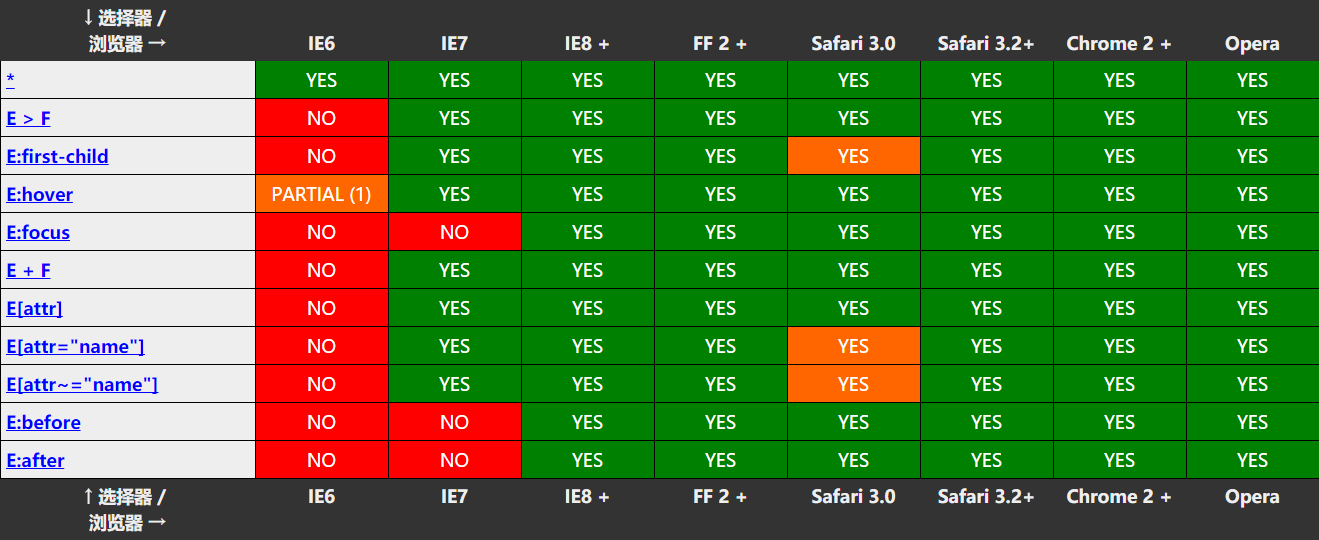 ↓选择器 /
浏览器 → IE6 IE7 IE8 + FF 2 + Safari 3.0 Safari 3.2+ Chrome 2 + Opera
* YES YES YES YES YES YES YES YES
E > F NO YES YES YES YES YES YES YES
E:first-child NO YES YES YES YES YES YES YES
E:hover PARTIAL (1) YES YES YES YES YES YES YES
E:focus NO NO YES YES YES YES YES YES
E + F NO YES YES YES YES YES YES YES
E[attr] NO YES YES YES YES YES YES YES
E[attr="name"] NO YES YES YES YES YES YES YES
E[attr~="name"] NO YES YES YES YES YES YES YES
E:before NO NO YES YES YES YES YES YES
E:after NO NO YES YES YES YES YES YES
↑选择器 / IE6 IE7 IE8 + FF 2 + Safari 3.0 Safari 3.2+ Chrome 2 + Opera
浏览器 →